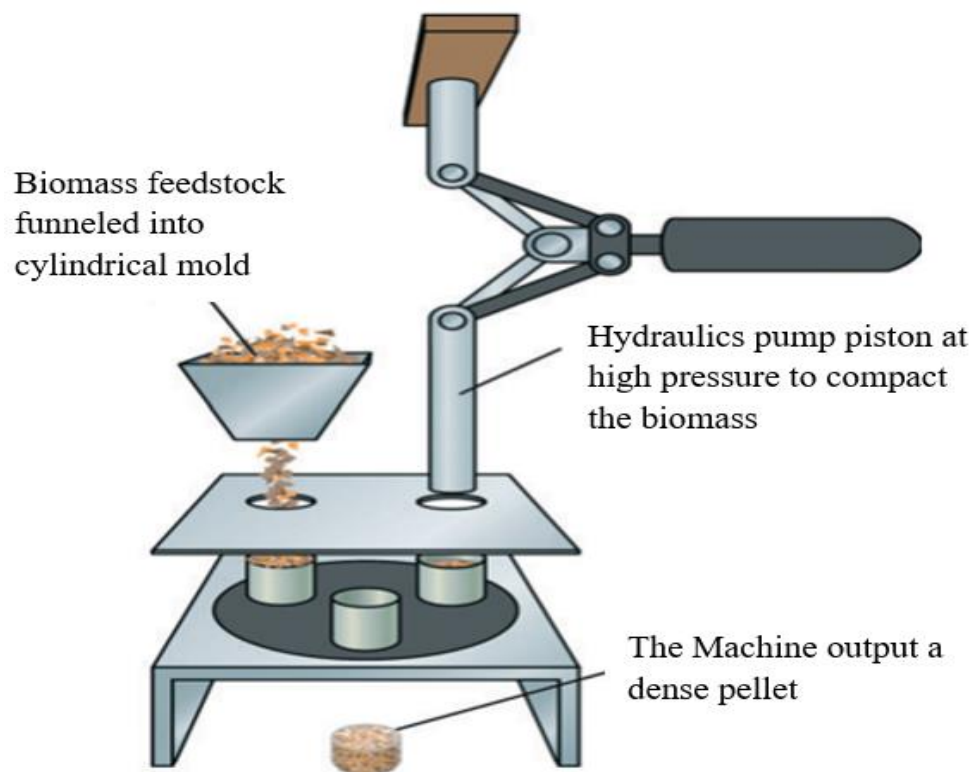 Biomass feedstock
funneled into
cylindrical mold
Hydraulics pump piston at
high pressure to compact
the biomass
The Machine output a
dense pellet